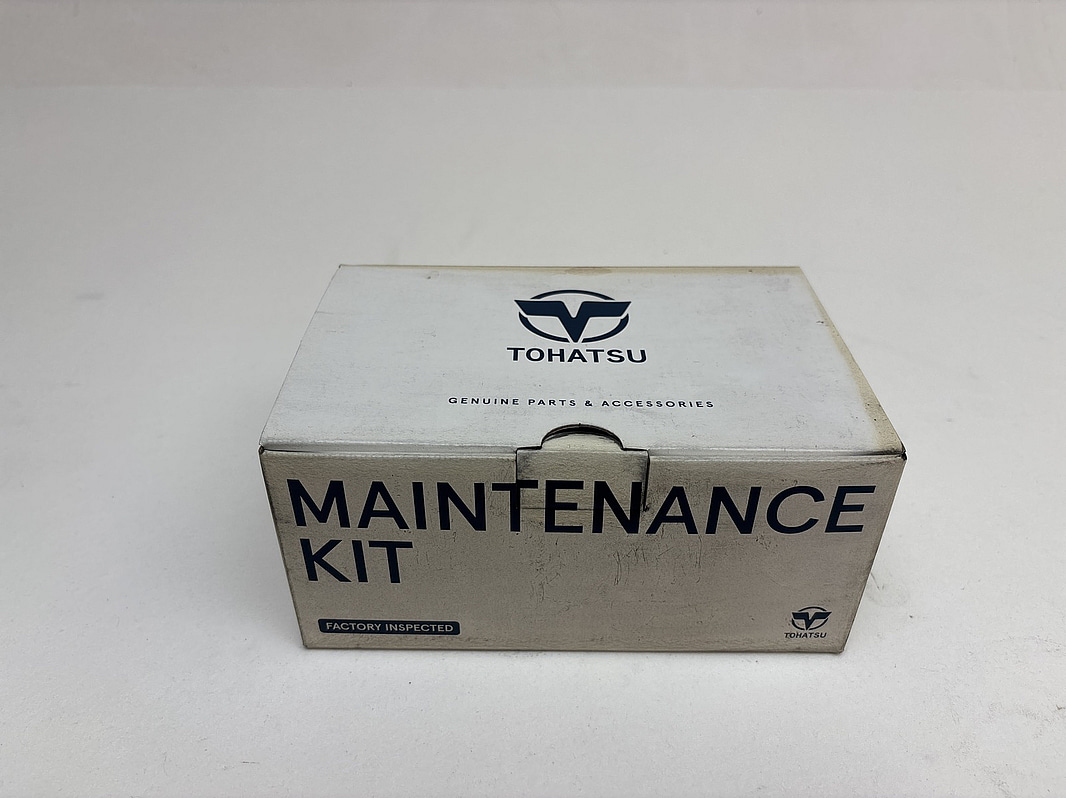 TOHATSU
GENUINE PARTS & ACCESSORIES
MAINTENANCE
KIT
FACTORY INSPECTED
TOHATSU